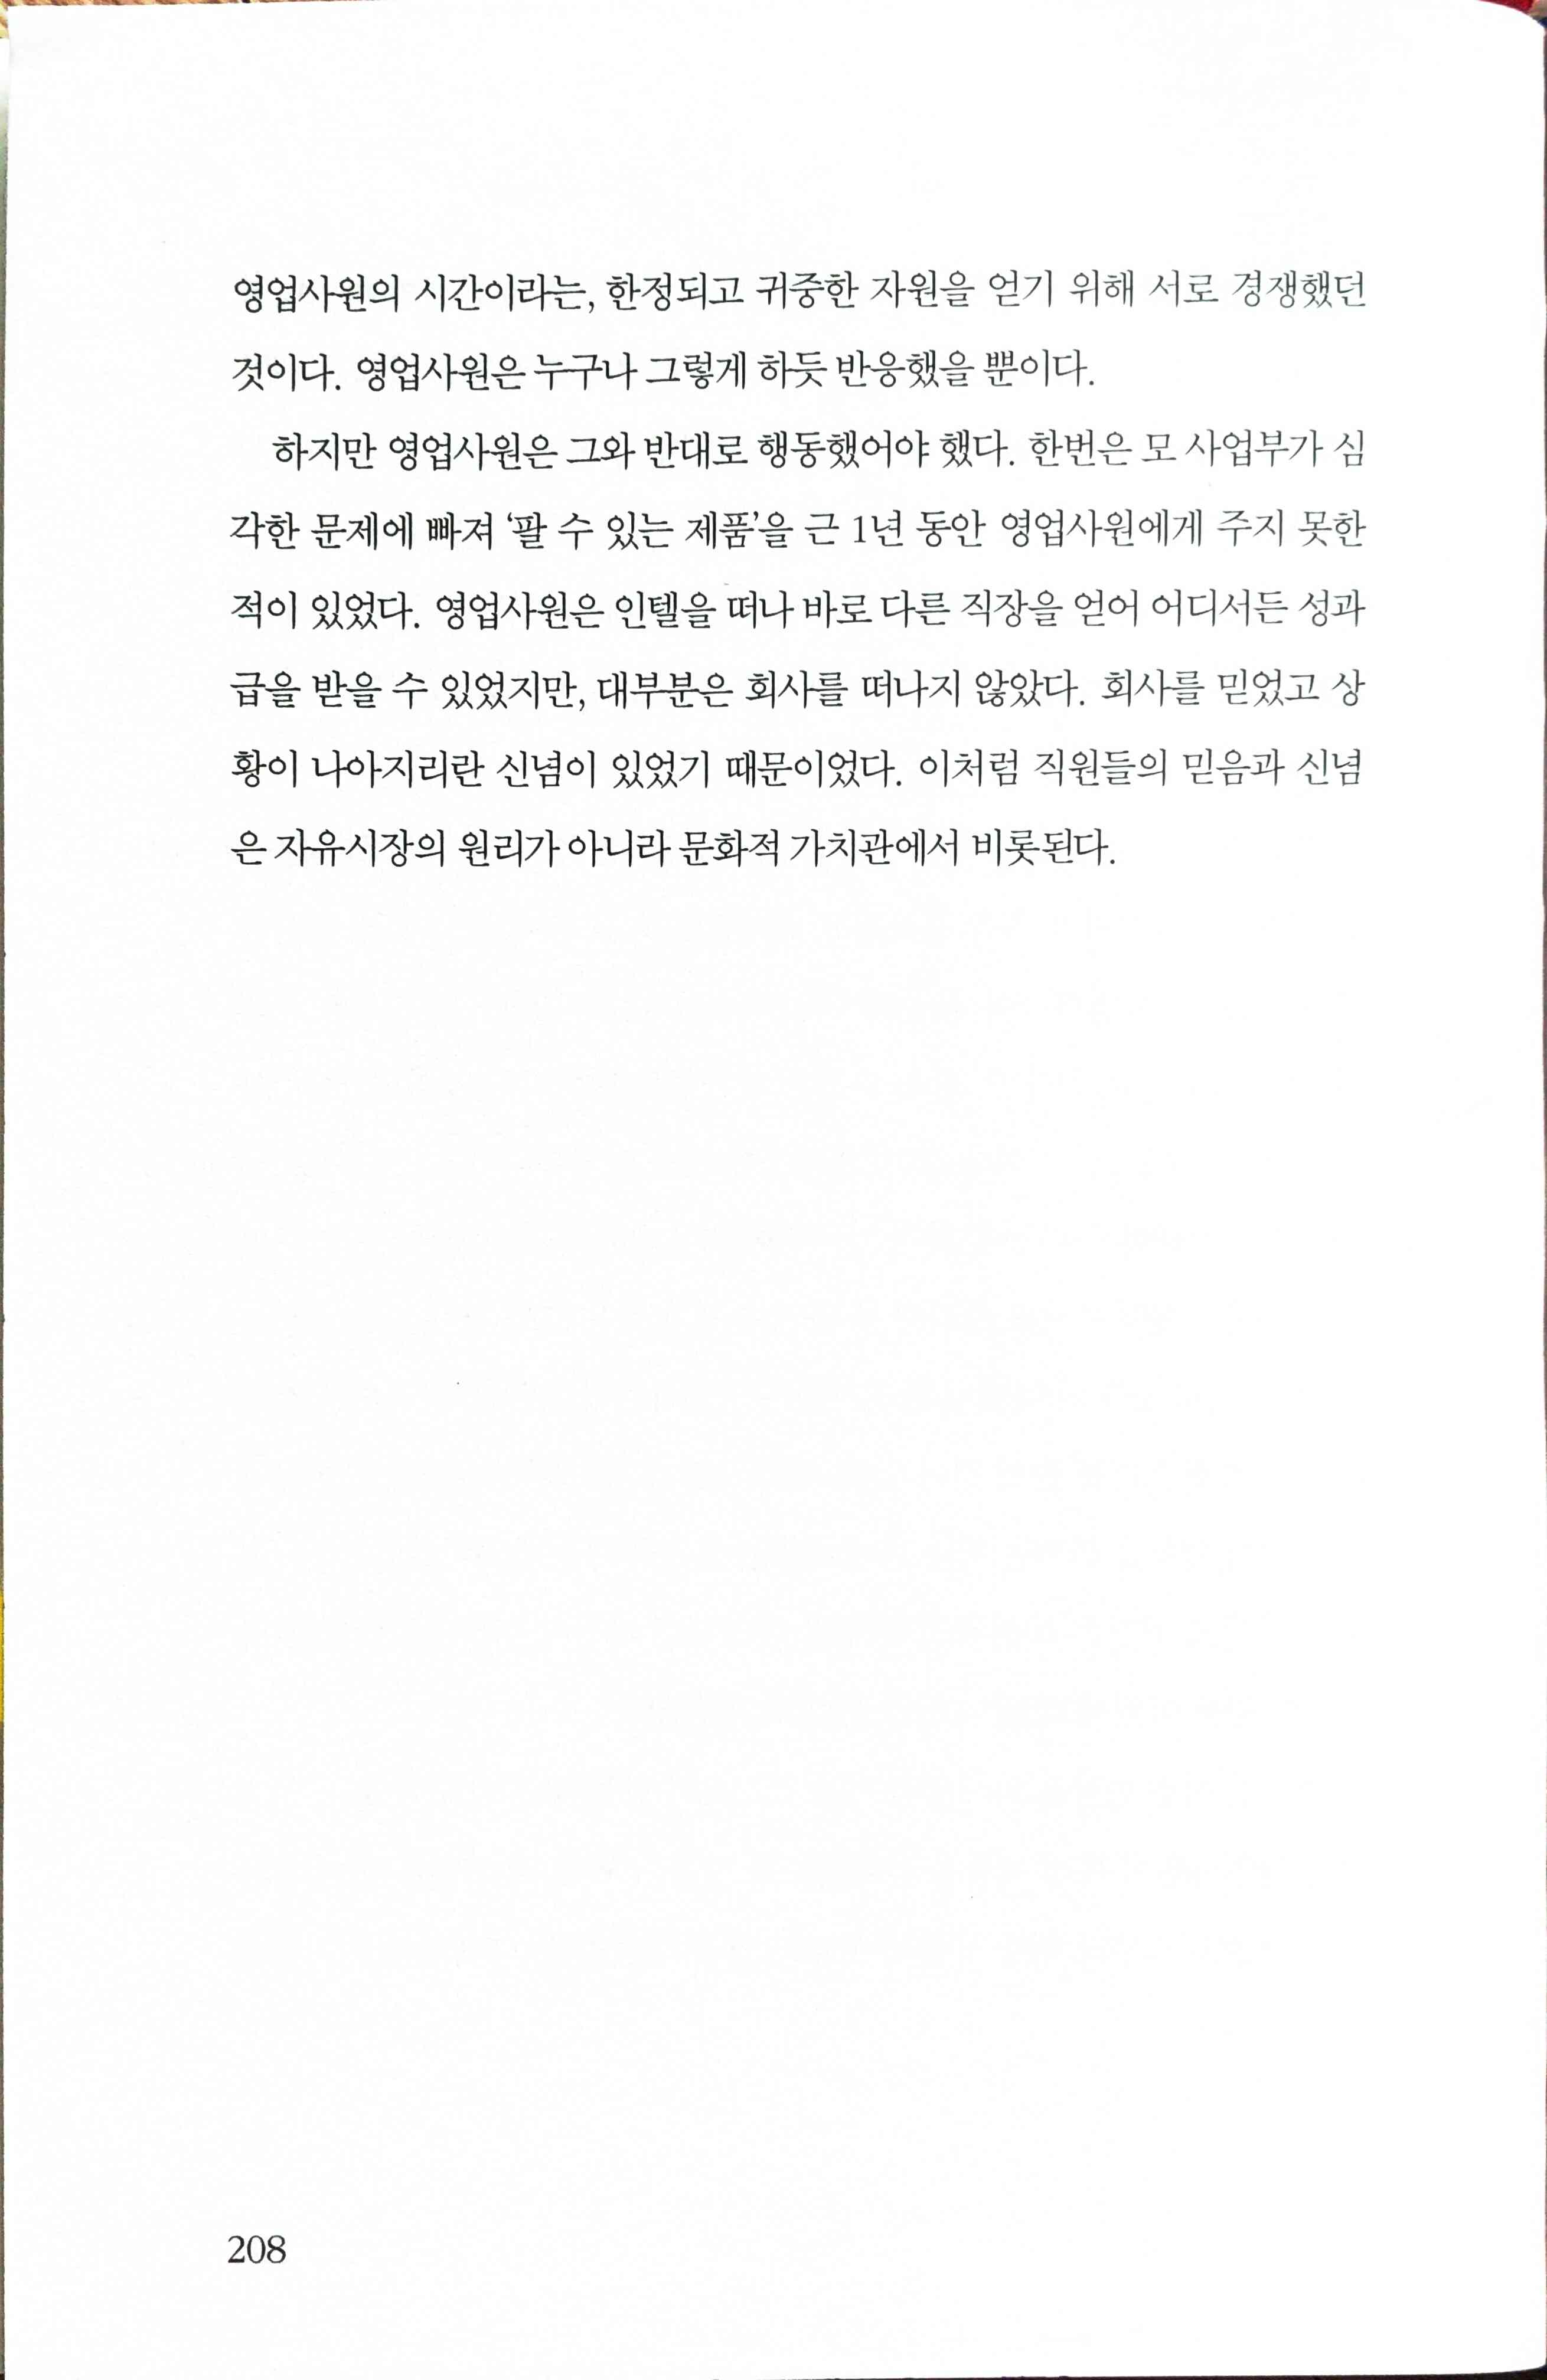 영업사원의 시간이라는, 한정되고 귀중한 자원을 얻기 위해 서로 경쟁했던
것이다. 영업사원은 누구나 그렇게 하듯 반응했을 뿐이다.
하지만 영업사원은 그와 반대로 행동했어야 했다. 한번은 모 사업부가 심
각한 문제에 빠져 ‘팔 수 있는 제품’을 근 1년 동안 영업사원에게 주지 못한
적이 있었다. 영업사원은 인텔을 떠나 바로 다른 직장을 얻어 어디서든 성과
급을 받을 수 있었지만, 대부분은 회사를 떠나지 않았다. 회사를 믿었고 상
황이 나아지리란 신념이 있었기 때문이었다. 이처럼 직원들의 믿음과 신념
은 자유시장의 원리가 아니라 문화적 가치관에서 비롯된다.
208